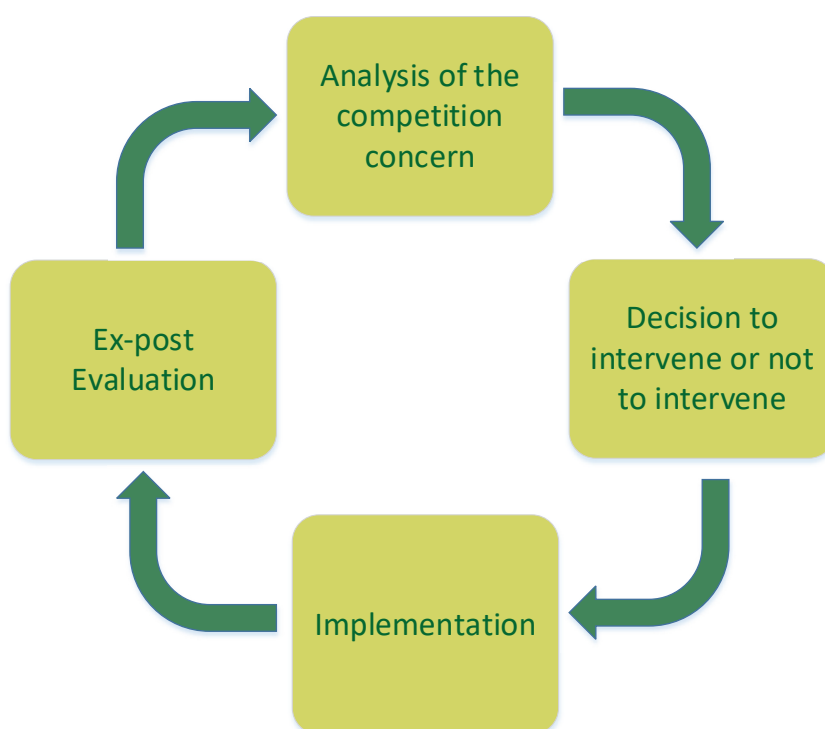 Analysis of the
competition
concern
Decision to
intervene or not
to intervene
Implementation
Ex-post
Evaluation